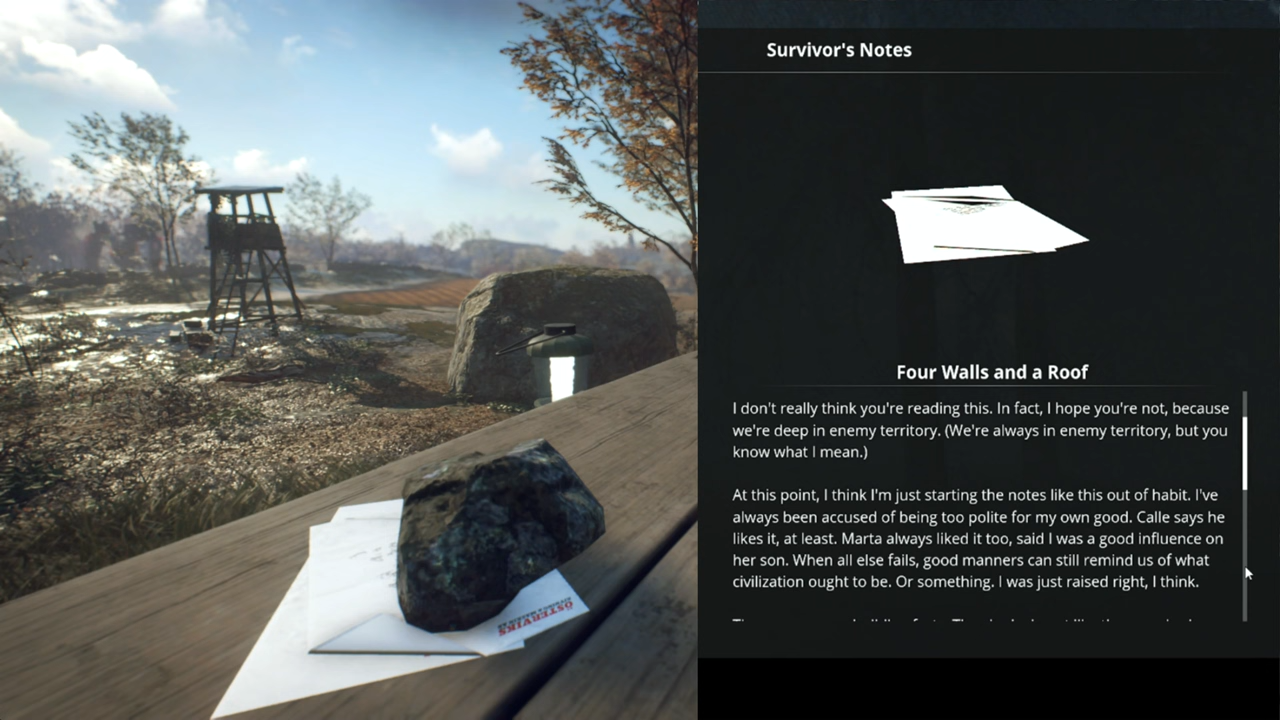 Survivor's Notes
Four Walls and a Roof
I don't really think you're reading this. In fact, I hope you're not, because
we're deep in enemy territory. (We're always in enemy territory, but you
know what I mean.)
At this point, I think I'm just starting the notes like this out of habit. I've
always been accused of being too polite for my own good. Calle says he
likes it, at least. Marta always liked it too, said I was a good influence on
her son. When all else fails, good manners can still remind us of what
civilization ought to be. Or something. I was just raised right, I think.
ÖSTERVIKS